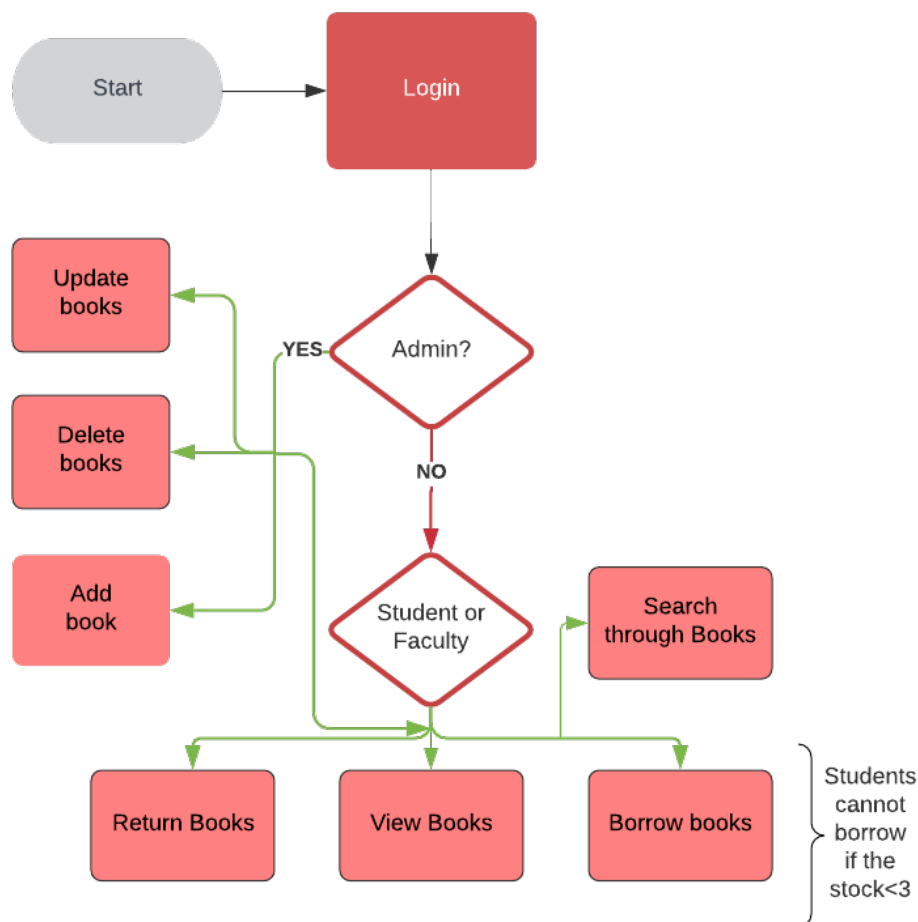 Start
Login
Update
books
YES
Admin?
Delete
books
NO
Add
book
Student or
Faculty
Search
through Books
Return Books
View Books
Borrow books
Students
cannot
borrow
if the
stock<3